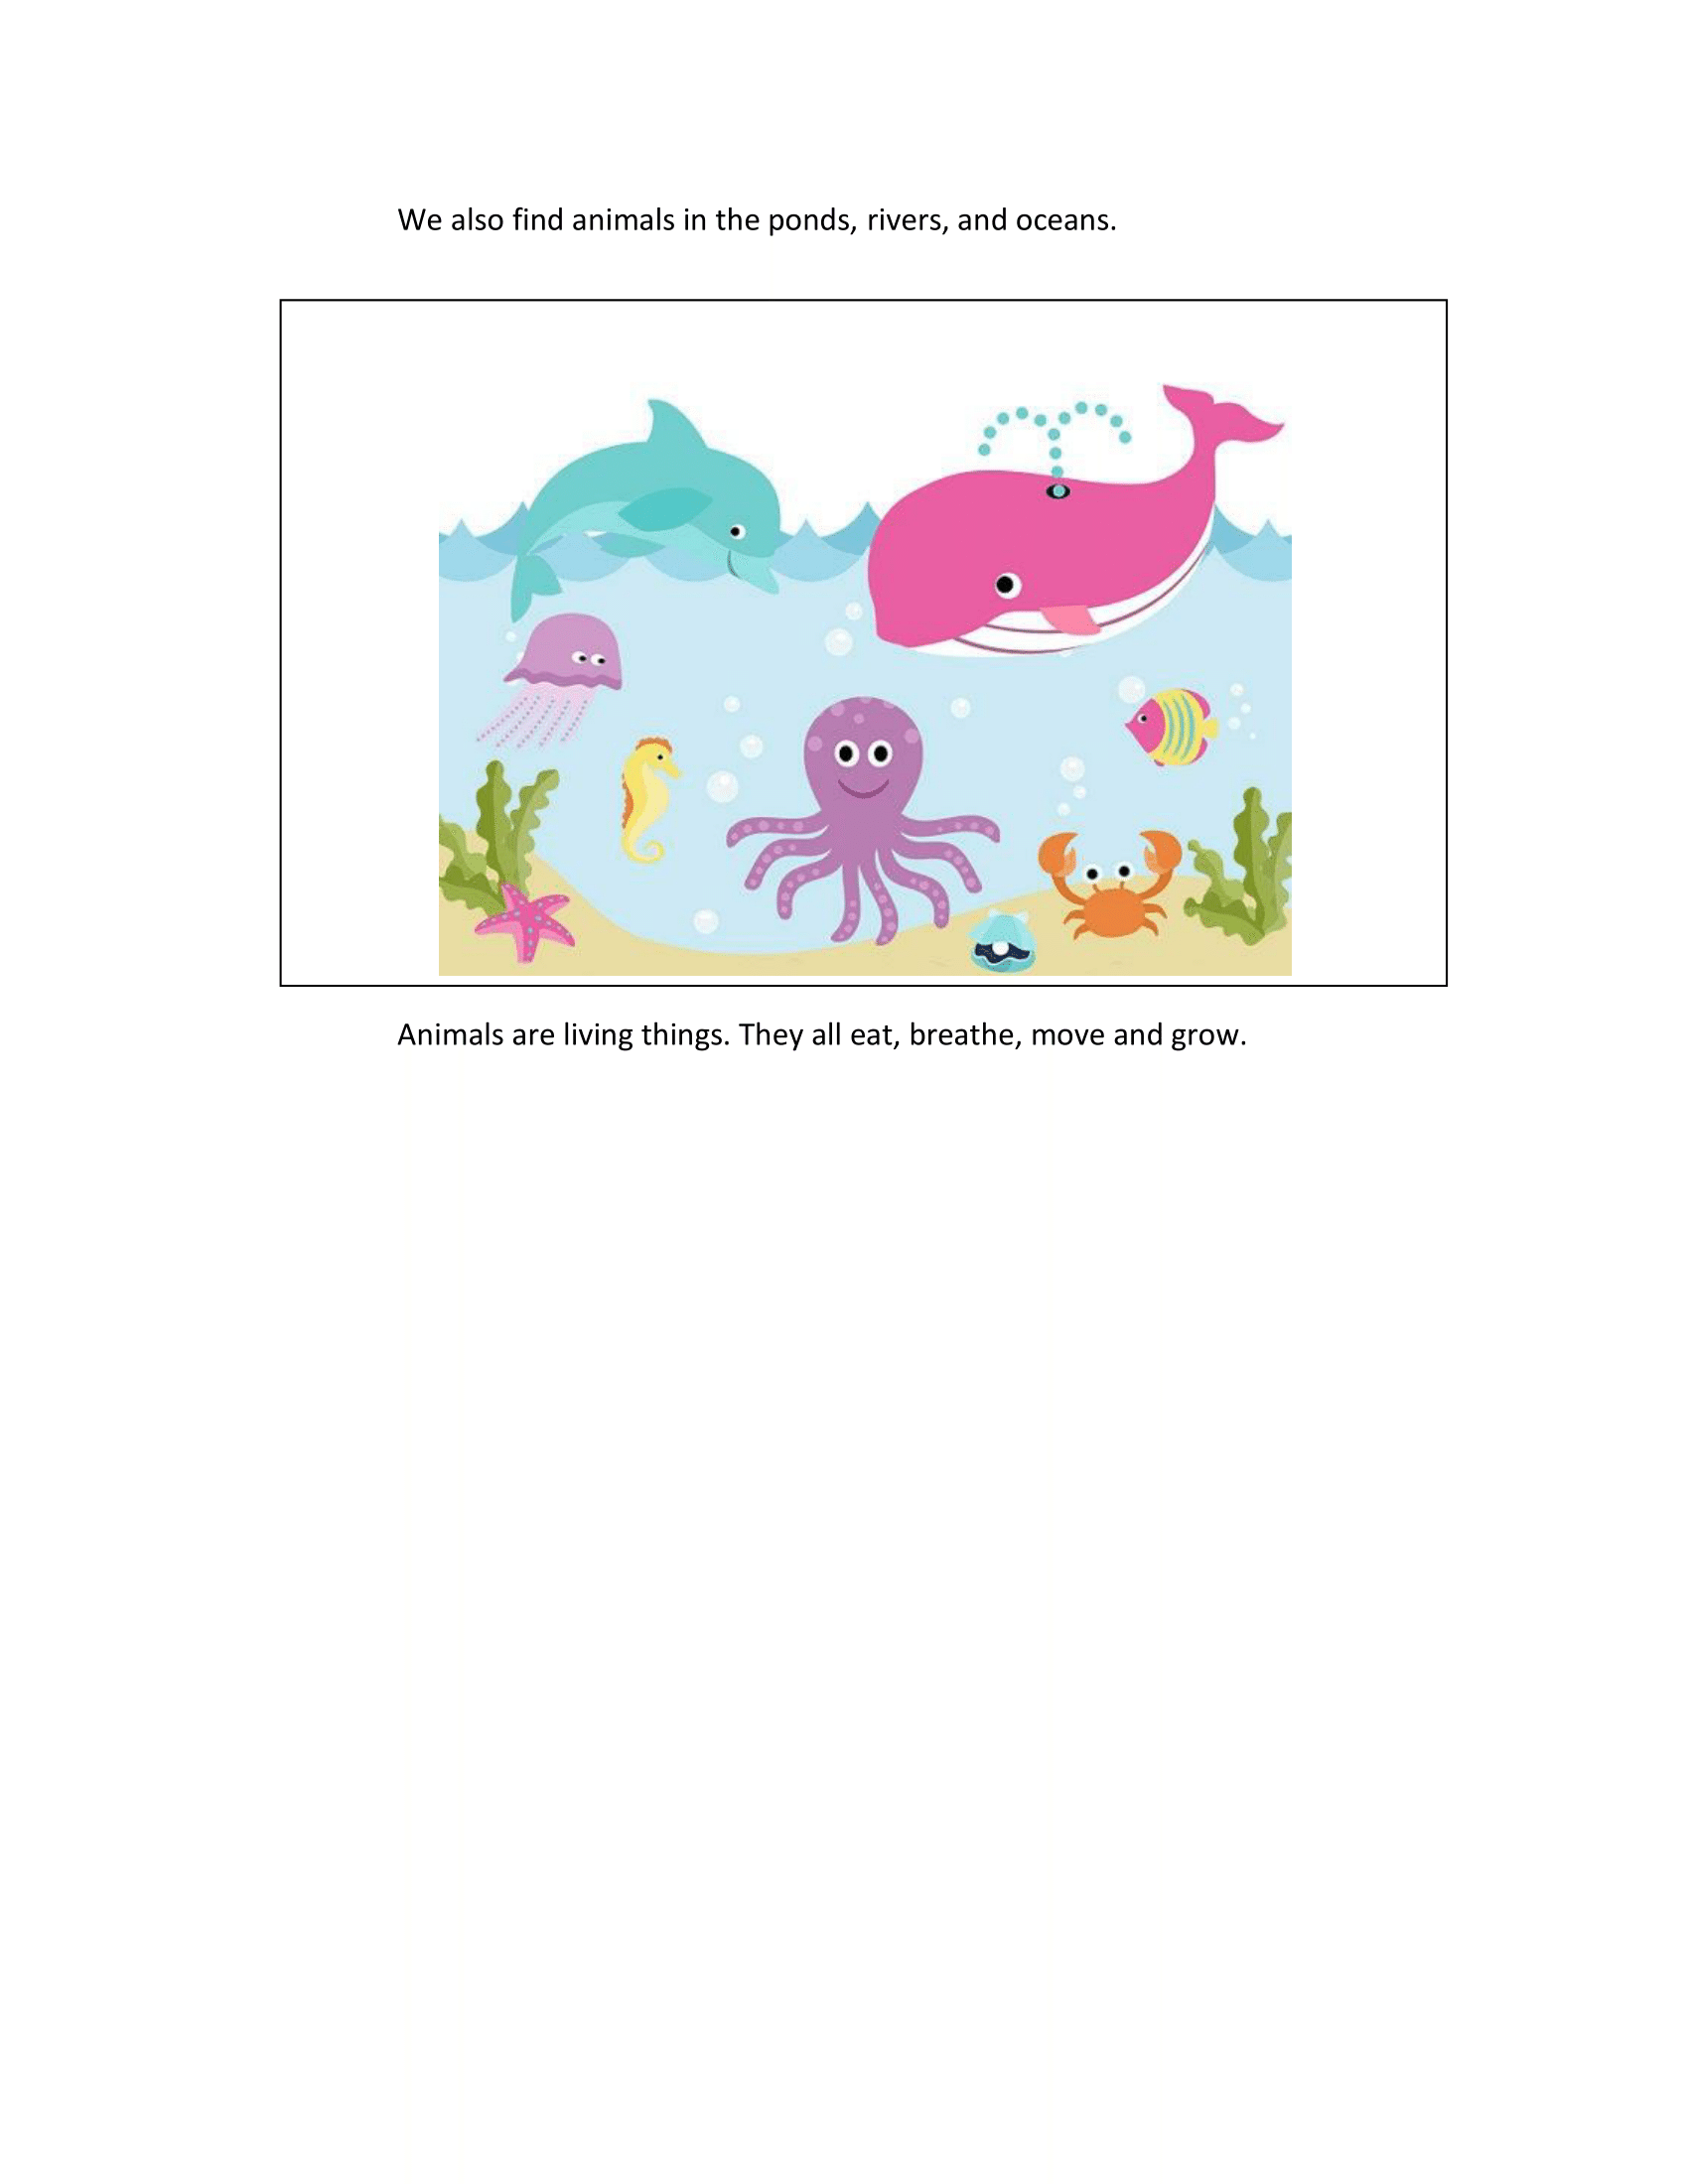 We also find animals in the ponds, rivers, and oceans.
Animals are living things. They all eat, breathe, move and grow.